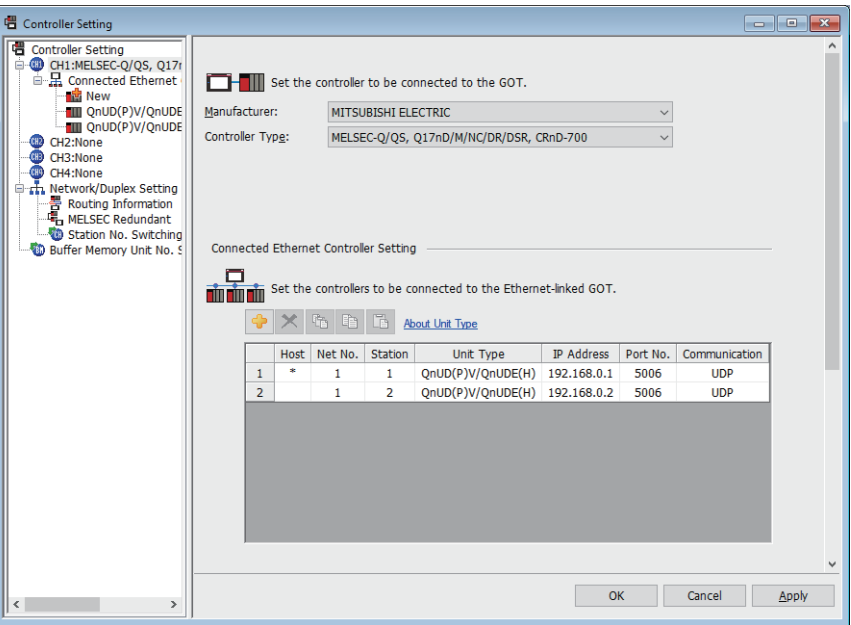 Controller Setting
Controller Setting
CH1:MELSEC-Q/QS, Q17n
Connected Ethernet
New
QnUD(P)V/QnUDE
QnUD(P)V/QnUDE
CH2:None
CH3:None
CH4:None
Network/Duplex Setting
Routing Information
MELSEC Redundant
Station No. Switching
Buffer Memory Unit No. S
Set the controller to be connected to the GOT.
Manufacturer: MITSUBISHI ELECTRIC
Controller Type: MELSEC-Q/QS, Q17nD/M/NC/DR/DSR, CRnD-700
Connected Ethernet Controller Setting
Set the controllers to be connected to the Ethernet-linked GOT.
About Unit Type
Host Net No. Station Unit Type IP Address Port No. Communication
1 * 1 1 QnUD(P)V/QnUDE(H) 192.168.0.1 5006 UDP
2 1 2 QnUD(P)V/QnUDE(H) 192.168.0.2 5006 UDP
OK Cancel Apply